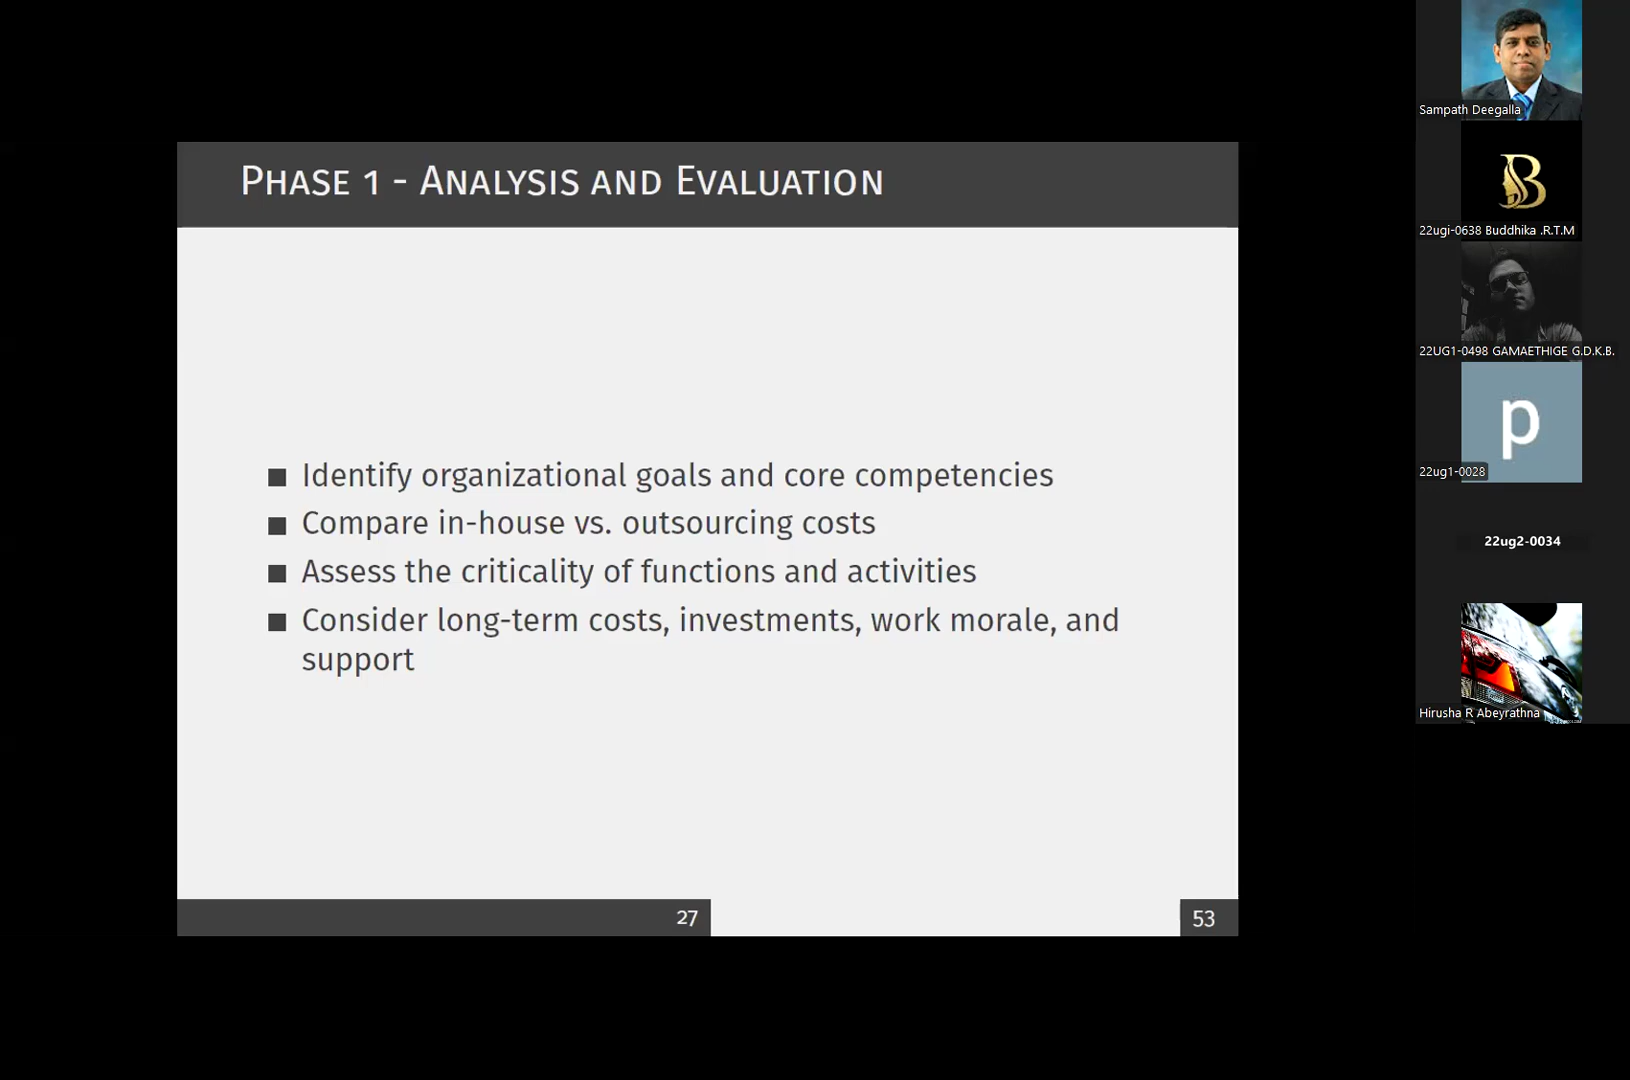 Phase 1 - Analysis and Evaluation
Identify organizational goals and core competencies
Compare in-house vs. outsourcing costs
Assess the criticality of functions and activities
Consider long-term costs, investments, work morale, and
support
27
53
Sampath Deegalla
B
22ugi-0638 Buddhika .R.T.M
22UG1-0498 GAMAETHIGE G.D.K.B.
p
22ug1-0028
22ug2-0034
Hirusha R Abeyrathna